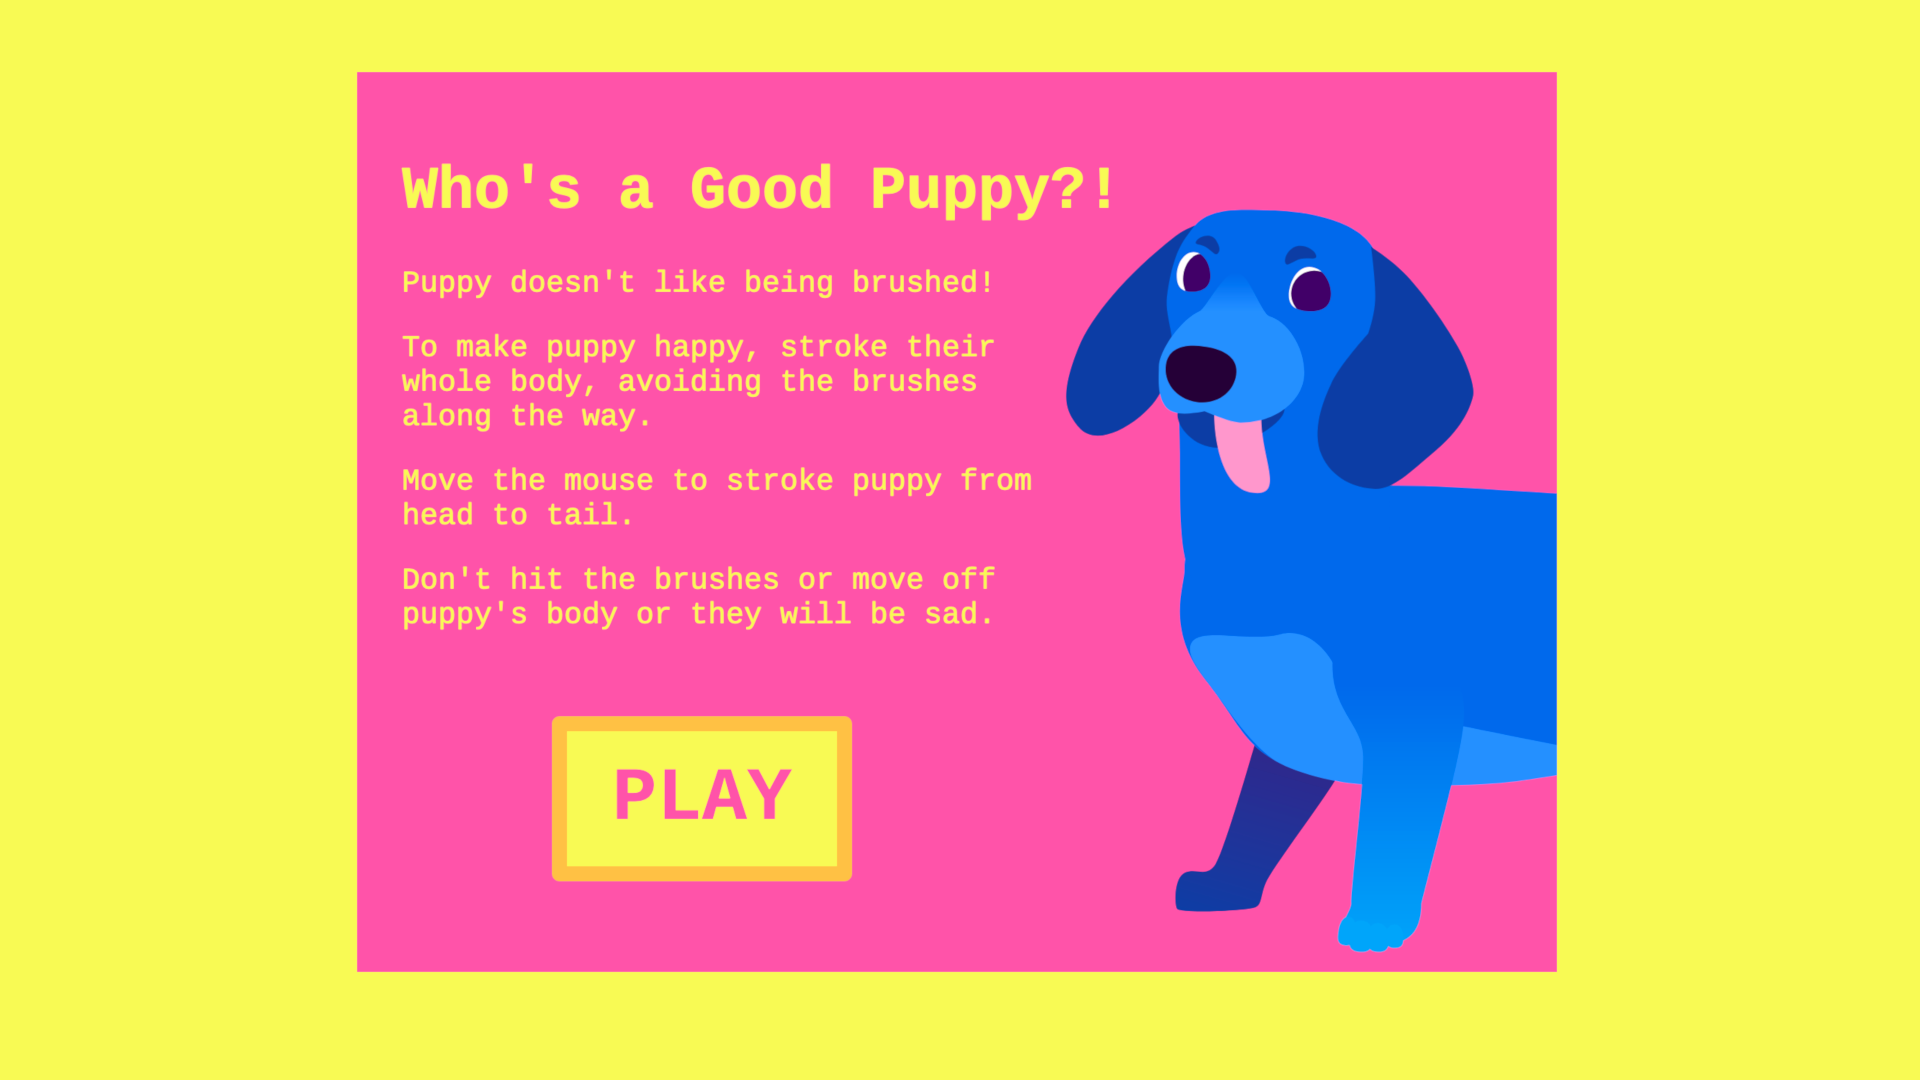 Who's a Good Puppy?!
Puppy doesn't like being brushed!
To make puppy happy, stroke their
whole body, avoiding the brushes
along the way.
Move the mouse to stroke puppy from
head to tail.
Don't hit the brushes or move off
puppy's body or they will be sad.
PLAY